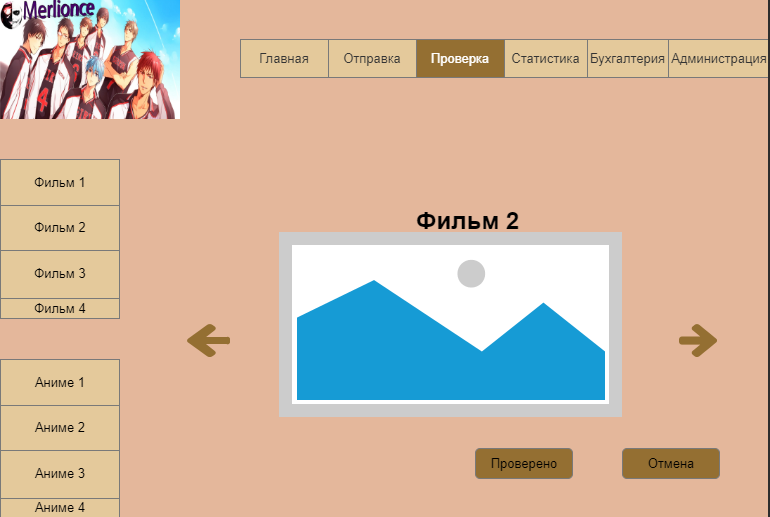 Merlionce
Главная Отправка Проверка Статистика Бухгалтерия Администрация
Фильм 1
Фильм 2
Фильм 3
Фильм 4
Фильм 2
Аниме 1
Аниме 2
Аниме 3
Аниме 4
Проверено Отмена